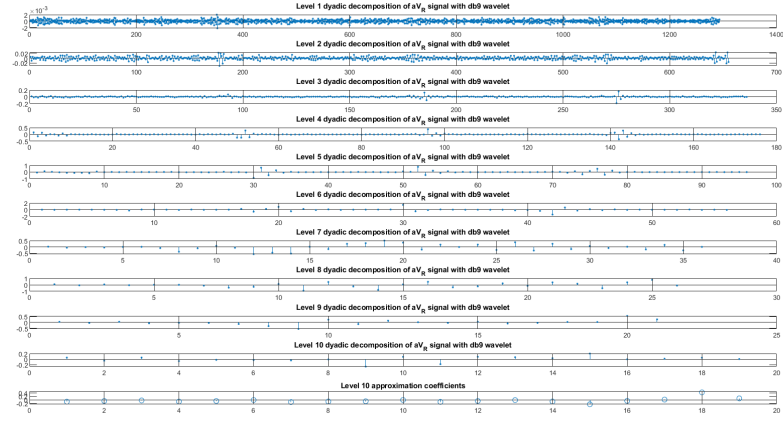 Level 1 dyadic decomposition of aVR signal with db9 wavelet
×10⁻³
2
0
-2
0 200 400 600 800 1000 1200 1400
Level 2 dyadic decomposition of aVR signal with db9 wavelet
0.02
0
-0.02
0 100 200 300 400 500 600 700
Level 3 dyadic decomposition of aVR signal with db9 wavelet
0.2
0
-0.2
0 50 100 150 200 250 300 350
Level 4 dyadic decomposition of aVR signal with db9 wavelet
0.5
0
-0.5
0 20 40 60 80 100 120 140 160 180
Level 5 dyadic decomposition of aVR signal with db9 wavelet
1
0
-1
0 10 20 30 40 50 60 70 80 90 100
Level 6 dyadic decomposition of aVR signal with db9 wavelet
2
0
-2
0 10 20 30 40 50 60
Level 7 dyadic decomposition of aVR signal with db9 wavelet
0.5
0
-0.5
0 5 10 15 20 25 30 35 40
Level 8 dyadic decomposition of aVR signal with db9 wavelet
1
0
-1
0 5 10 15 20 25 30
Level 9 dyadic decomposition of aVR signal with db9 wavelet
0.5
0
-0.5
0 5 10 15 20 25
Level 10 dyadic decomposition of aVR signal with db9 wavelet
0.2
0
-0.2
0 2 4 6 8 10 12 14 16 18 20
Level 10 approximation coefficients
0.4
0.2
0
-0.2
0 2 4 6 8 10 12 14 16 18 20